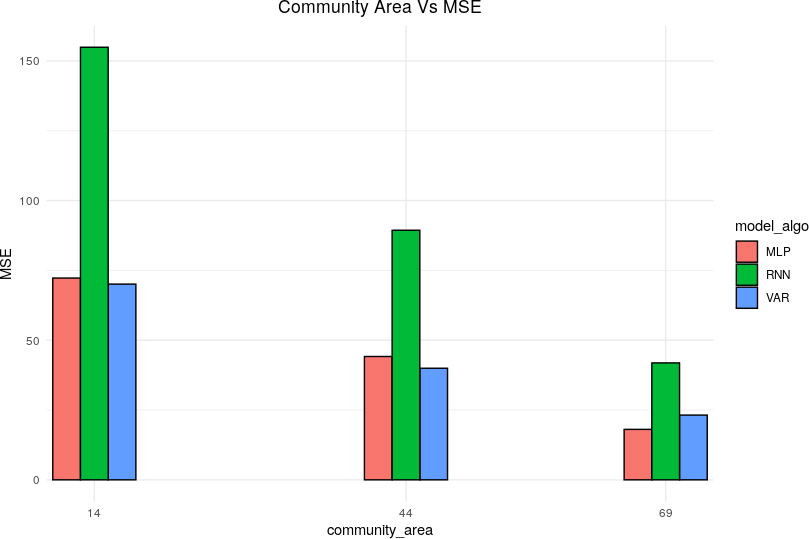 Community Area Vs MSE
150
100
50
0
MSE
14
44
69
community_area
model_algo
MLP
RNN
VAR